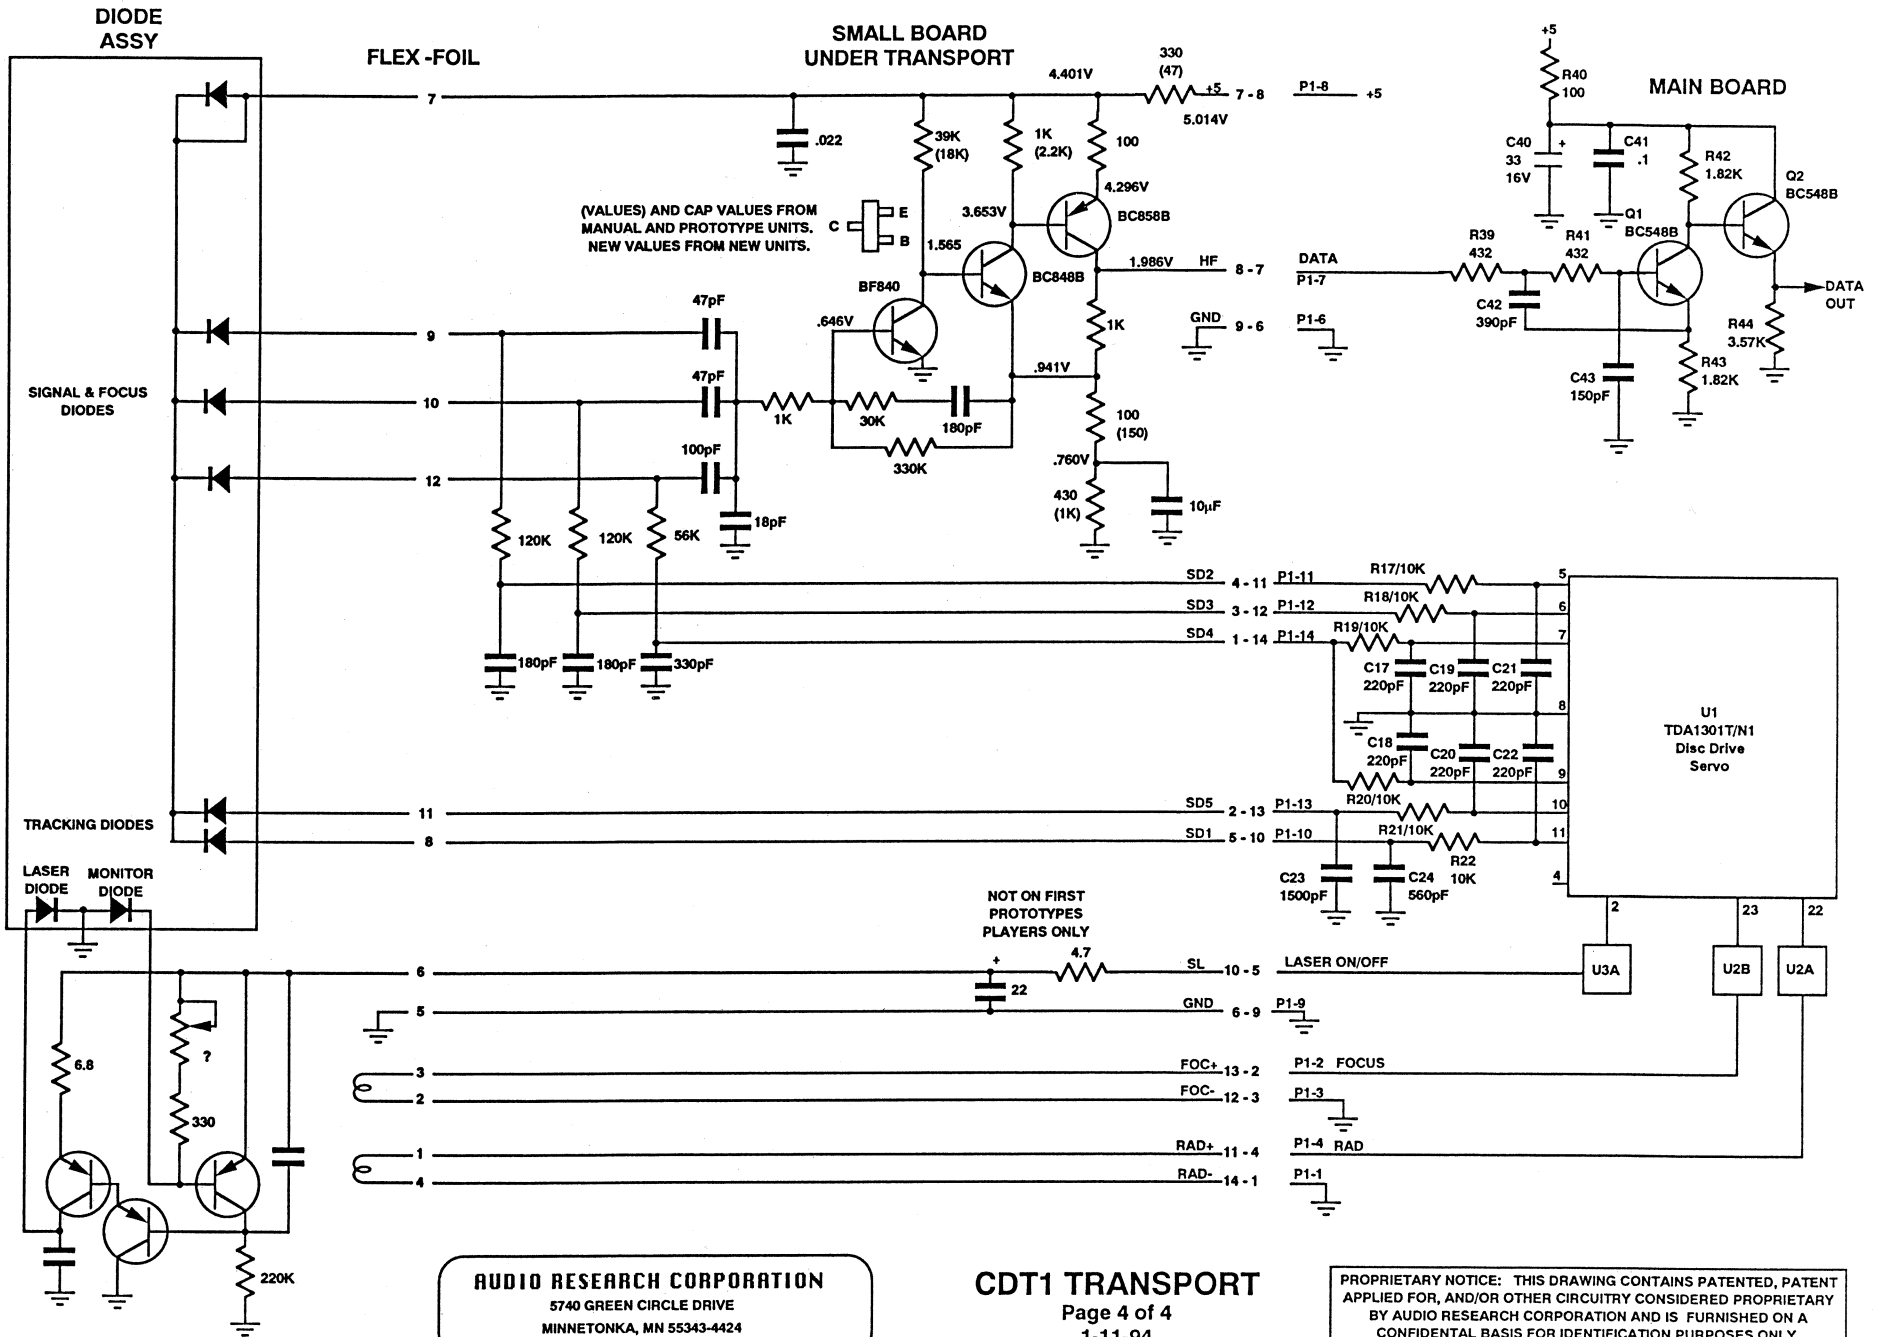 DIODE
ASSY
FLEX -FOIL
SMALL BOARD
UNDER TRANSPORT
MAIN BOARD
7
.022
4.401V
330
(47)
+5
7 - 8
P1-8
+5
5.014V
39K
(18K)
1K
(2.2K)
100
4.296V
BC858B
3.653V
(VALUES) AND CAP VALUES FROM
MANUAL AND PROTOTYPE UNITS.
NEW VALUES FROM NEW UNITS.
C
E
B
1.565
BC848B
BF840
.646V
1.986V
HF
8 - 7
DATA
P1-7
GND
9 - 6
P1-6
1K
.941V
100
(150)
.760V
430
(1K)
10µF
+5
R40
100
C40
33
16V
+
C41
.1
R42
1.82K
Q2
BC548B
Q1
BC548B
R39
432
R41
432
C42
390pF
C43
150pF
R43
1.82K
R44
3.57K
DATA
OUT
SIGNAL & FOCUS
DIODES
9
10
12
47pF
47pF
100pF
18pF
1K
30K
180pF
330K
120K
120K
56K
180pF
180pF
330pF
SD2
4 - 11
P1-11
R17/10K
5
SD3
3 - 12
P1-12
R18/10K
6
SD4
1 - 14
P1-14
R19/10K
7
C17
220pF
C19
220pF
C21
220pF
8
C18
220pF
C20
220pF
C22
220pF
9
R20/10K
10
R21/10K
11
R22
10K
4
U1
TDA1301T/N1
Disc Drive
Servo
TRACKING DIODES
11
SD5
2 - 13
P1-13
8
SD1
5 - 10
P1-10
C23
1500pF
C24
560pF
2
23
22
U3A
U2B
U2A
LASER
DIODE
MONITOR
DIODE
NOT ON FIRST
PROTOTYPES
PLAYERS ONLY
6
+
22
4.7
SL
10 - 5
LASER ON/OFF
5
GND
6 - 9
P1-9
3
FOC+
13 - 2
P1-2 FOCUS
2
FOC-
12 - 3
P1-3
1
RAD+
11 - 4
P1-4 RAD
4
RAD-
14 - 1
P1-1
6.8
?
330
220K
AUDIO RESEARCH CORPORATION
5740 GREEN CIRCLE DRIVE
MINNETONKA, MN 55343-4424
CDT1 TRANSPORT
Page 4 of 4
1-11-94
PROPRIETARY NOTICE: THIS DRAWING CONTAINS PATENTED, PATENT
APPLIED FOR, AND/OR OTHER CIRCUITRY CONSIDERED PROPRIETARY
BY AUDIO RESEARCH CORPORATION AND IS FURNISHED ON A
CONFIDENTAL BASIS FOR IDENTIFICATION PURPOSES ONLY